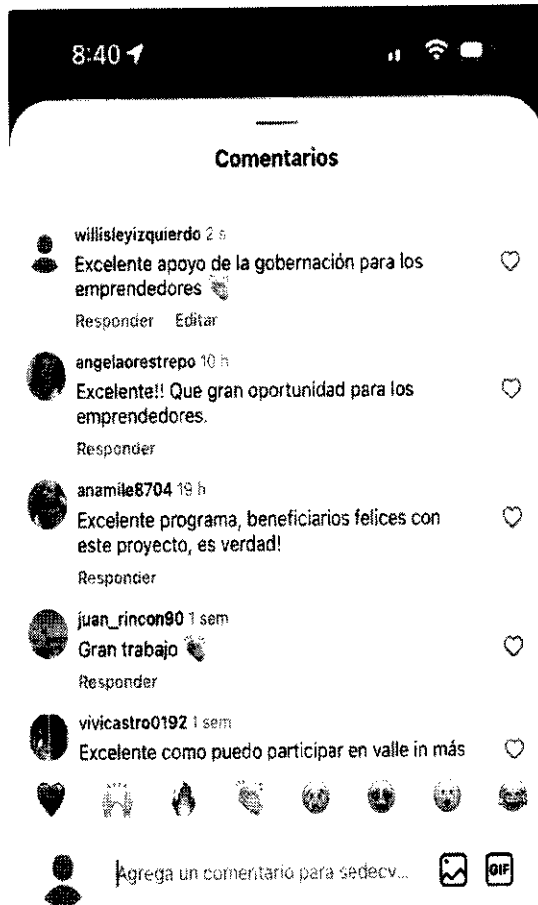 8:40
Comentarios
willisleyizquierdo 2 s
Excelente apoyo de la gobernación para los
emprendedores 👏
Responder Editar
angelaorestrepo 10 h
Excelente!! Que gran oportunidad para los
emprendedores.
Responder
anamile8704 19 h
Excelente programa, beneficiarios felices con
este proyecto, es verdad!
Responder
juan_rincon90 1 sem
Gran trabajo 👏
Responder
vivicastro0192 1 sem
Excelente como puedo participar en valle in más
Agrega un comentario para sedecv...
GIF